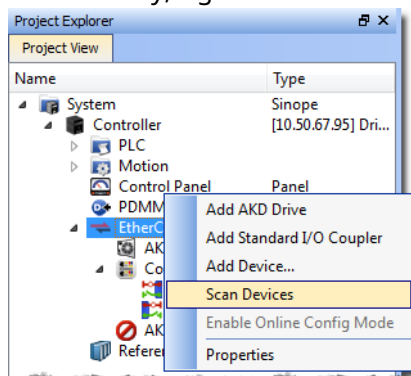 Project Explorer
Project View
Name Type
System Sinope
Controller [10.50.67.95] Dri...
PLC
Motion
Control Panel Panel
PDMM
EtherC
AK
Co
AK
Referen
Add AKD Drive
Add Standard I/O Coupler
Add Device...
Scan Devices
Enable Online Config Mode
Properties